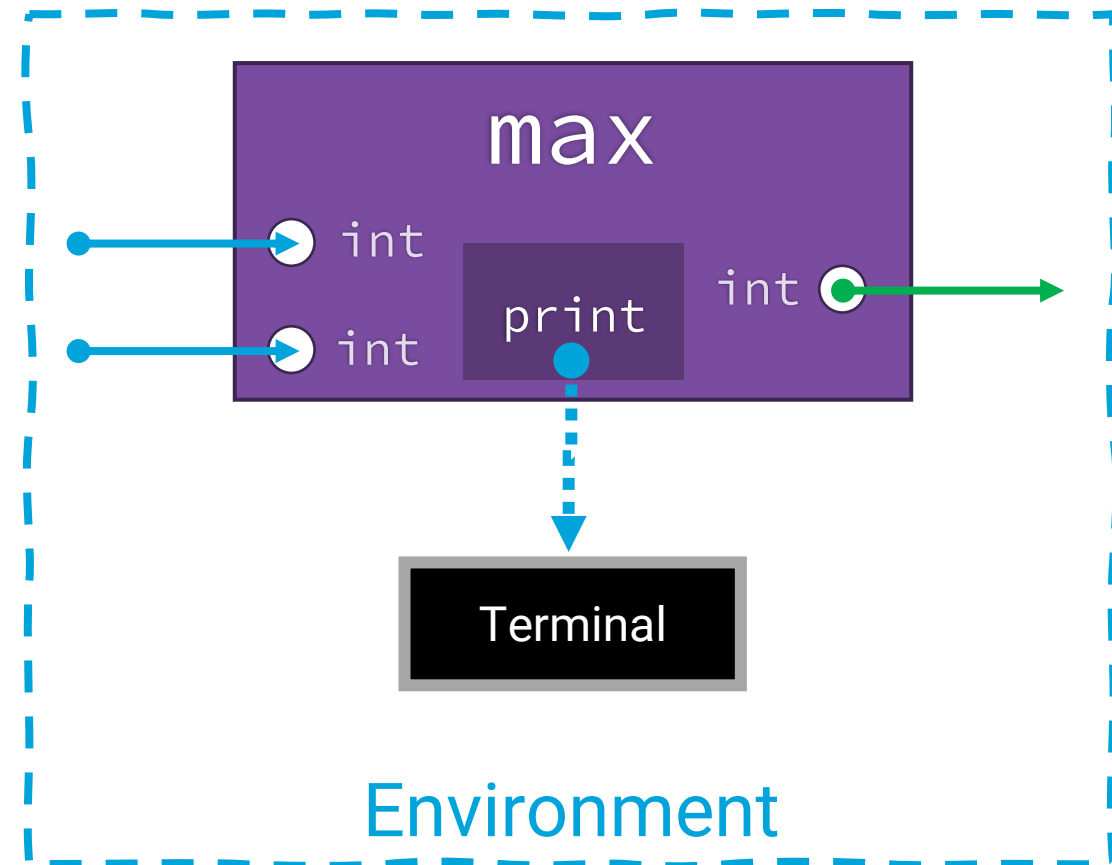 max
int
int
print
int
Terminal
Environment